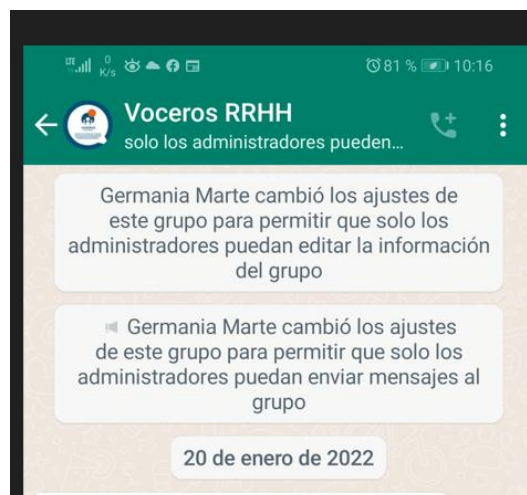 LTE 0 K/s 81 % 10:16
Voceros RRHH
solo los administradores pueden...
Germania Marte cambió los ajustes de
este grupo para permitir que solo los
administradores puedan editar la información
del grupo
Germania Marte cambió los ajustes
de este grupo para permitir que solo los
administradores puedan enviar mensajes al
grupo
20 de enero de 2022